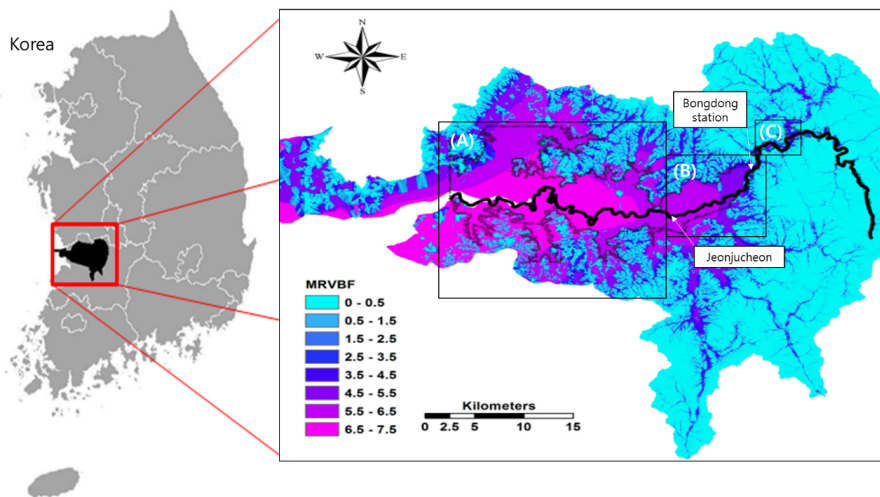 Korea
N
W
E
S
Bongdong
station
(A)
(C)
(B)
Jeonjucheon
MRVBF
0 - 0.5
0.5 - 1.5
1.5 - 2.5
2.5 - 3.5
3.5 - 4.5
4.5 - 5.5
5.5 - 6.5
6.5 - 7.5
Kilometers
0 2.5 5 10 15